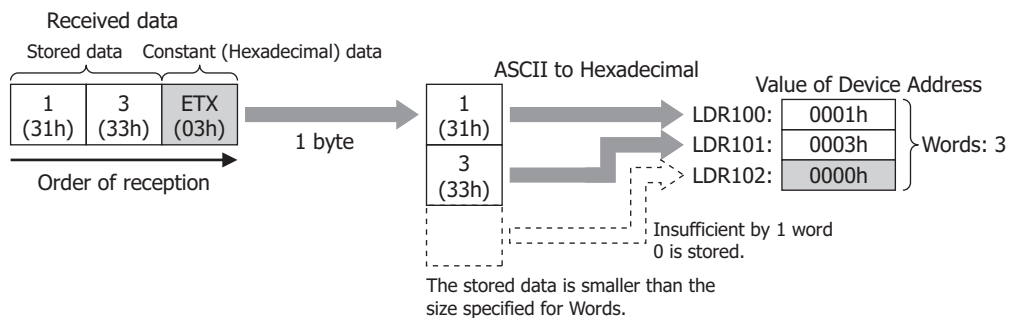 Received data
Stored data Constant (Hexadecimal) data
1 3 ETX
(31h) (33h) (03h)
Order of reception
1 byte
ASCII to Hexadecimal
1
(31h)
3
(33h)
Value of Device Address
LDR100: 0001h
LDR101: 0003h
LDR102: 0000h
Words: 3
Insufficient by 1 word
0 is stored.
The stored data is smaller than the
size specified for Words.